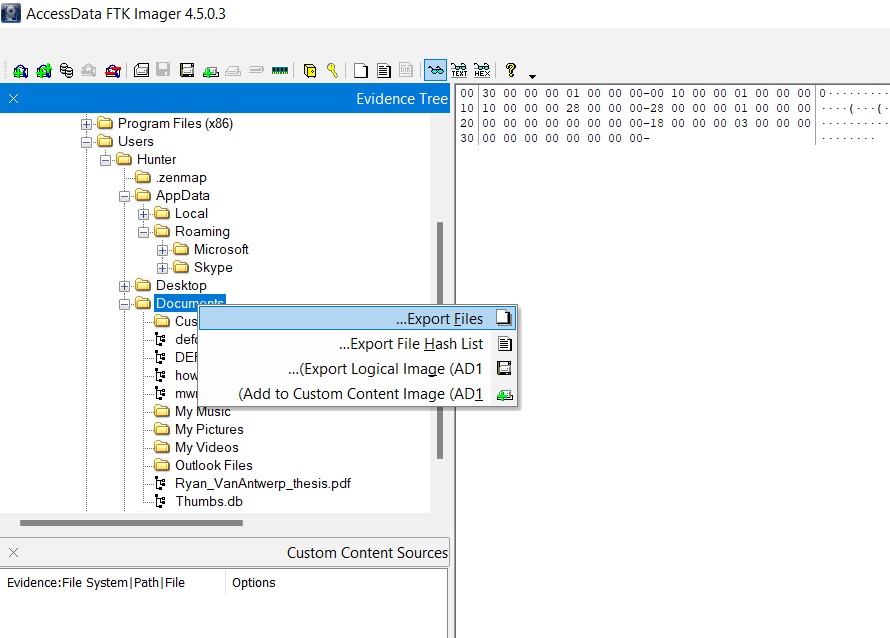 AccessData FTK Imager 4.5.0.3
TEXT
HEX
Evidence Tree
Program Files (x86)
Users
Hunter
.zenmap
AppData
Local
Roaming
Microsoft
Skype
Desktop
Documents
Cus
defc
DEF
how
mwr
My Music
My Pictures
My Videos
Outlook Files
Ryan_VanAntwerp_thesis.pdf
Thumbs.db
...Export Files
...Export File Hash List
...(Export Logical Image (AD1
(Add to Custom Content Image (AD1
Custom Content Sources
Evidence:File System|Path|File Options
00 30 00 00 00 01 00 00 00-00 10 00 00 01 00 00 00 0·········
10 10 00 00 00 28 00 00 00-28 00 00 00 01 00 00 00 ····(···(·
20 00 00 00 00 00 00 00 00-18 00 00 00 03 00 00 00 ··········
30 00 00 00 00 00 00 00 00- ········